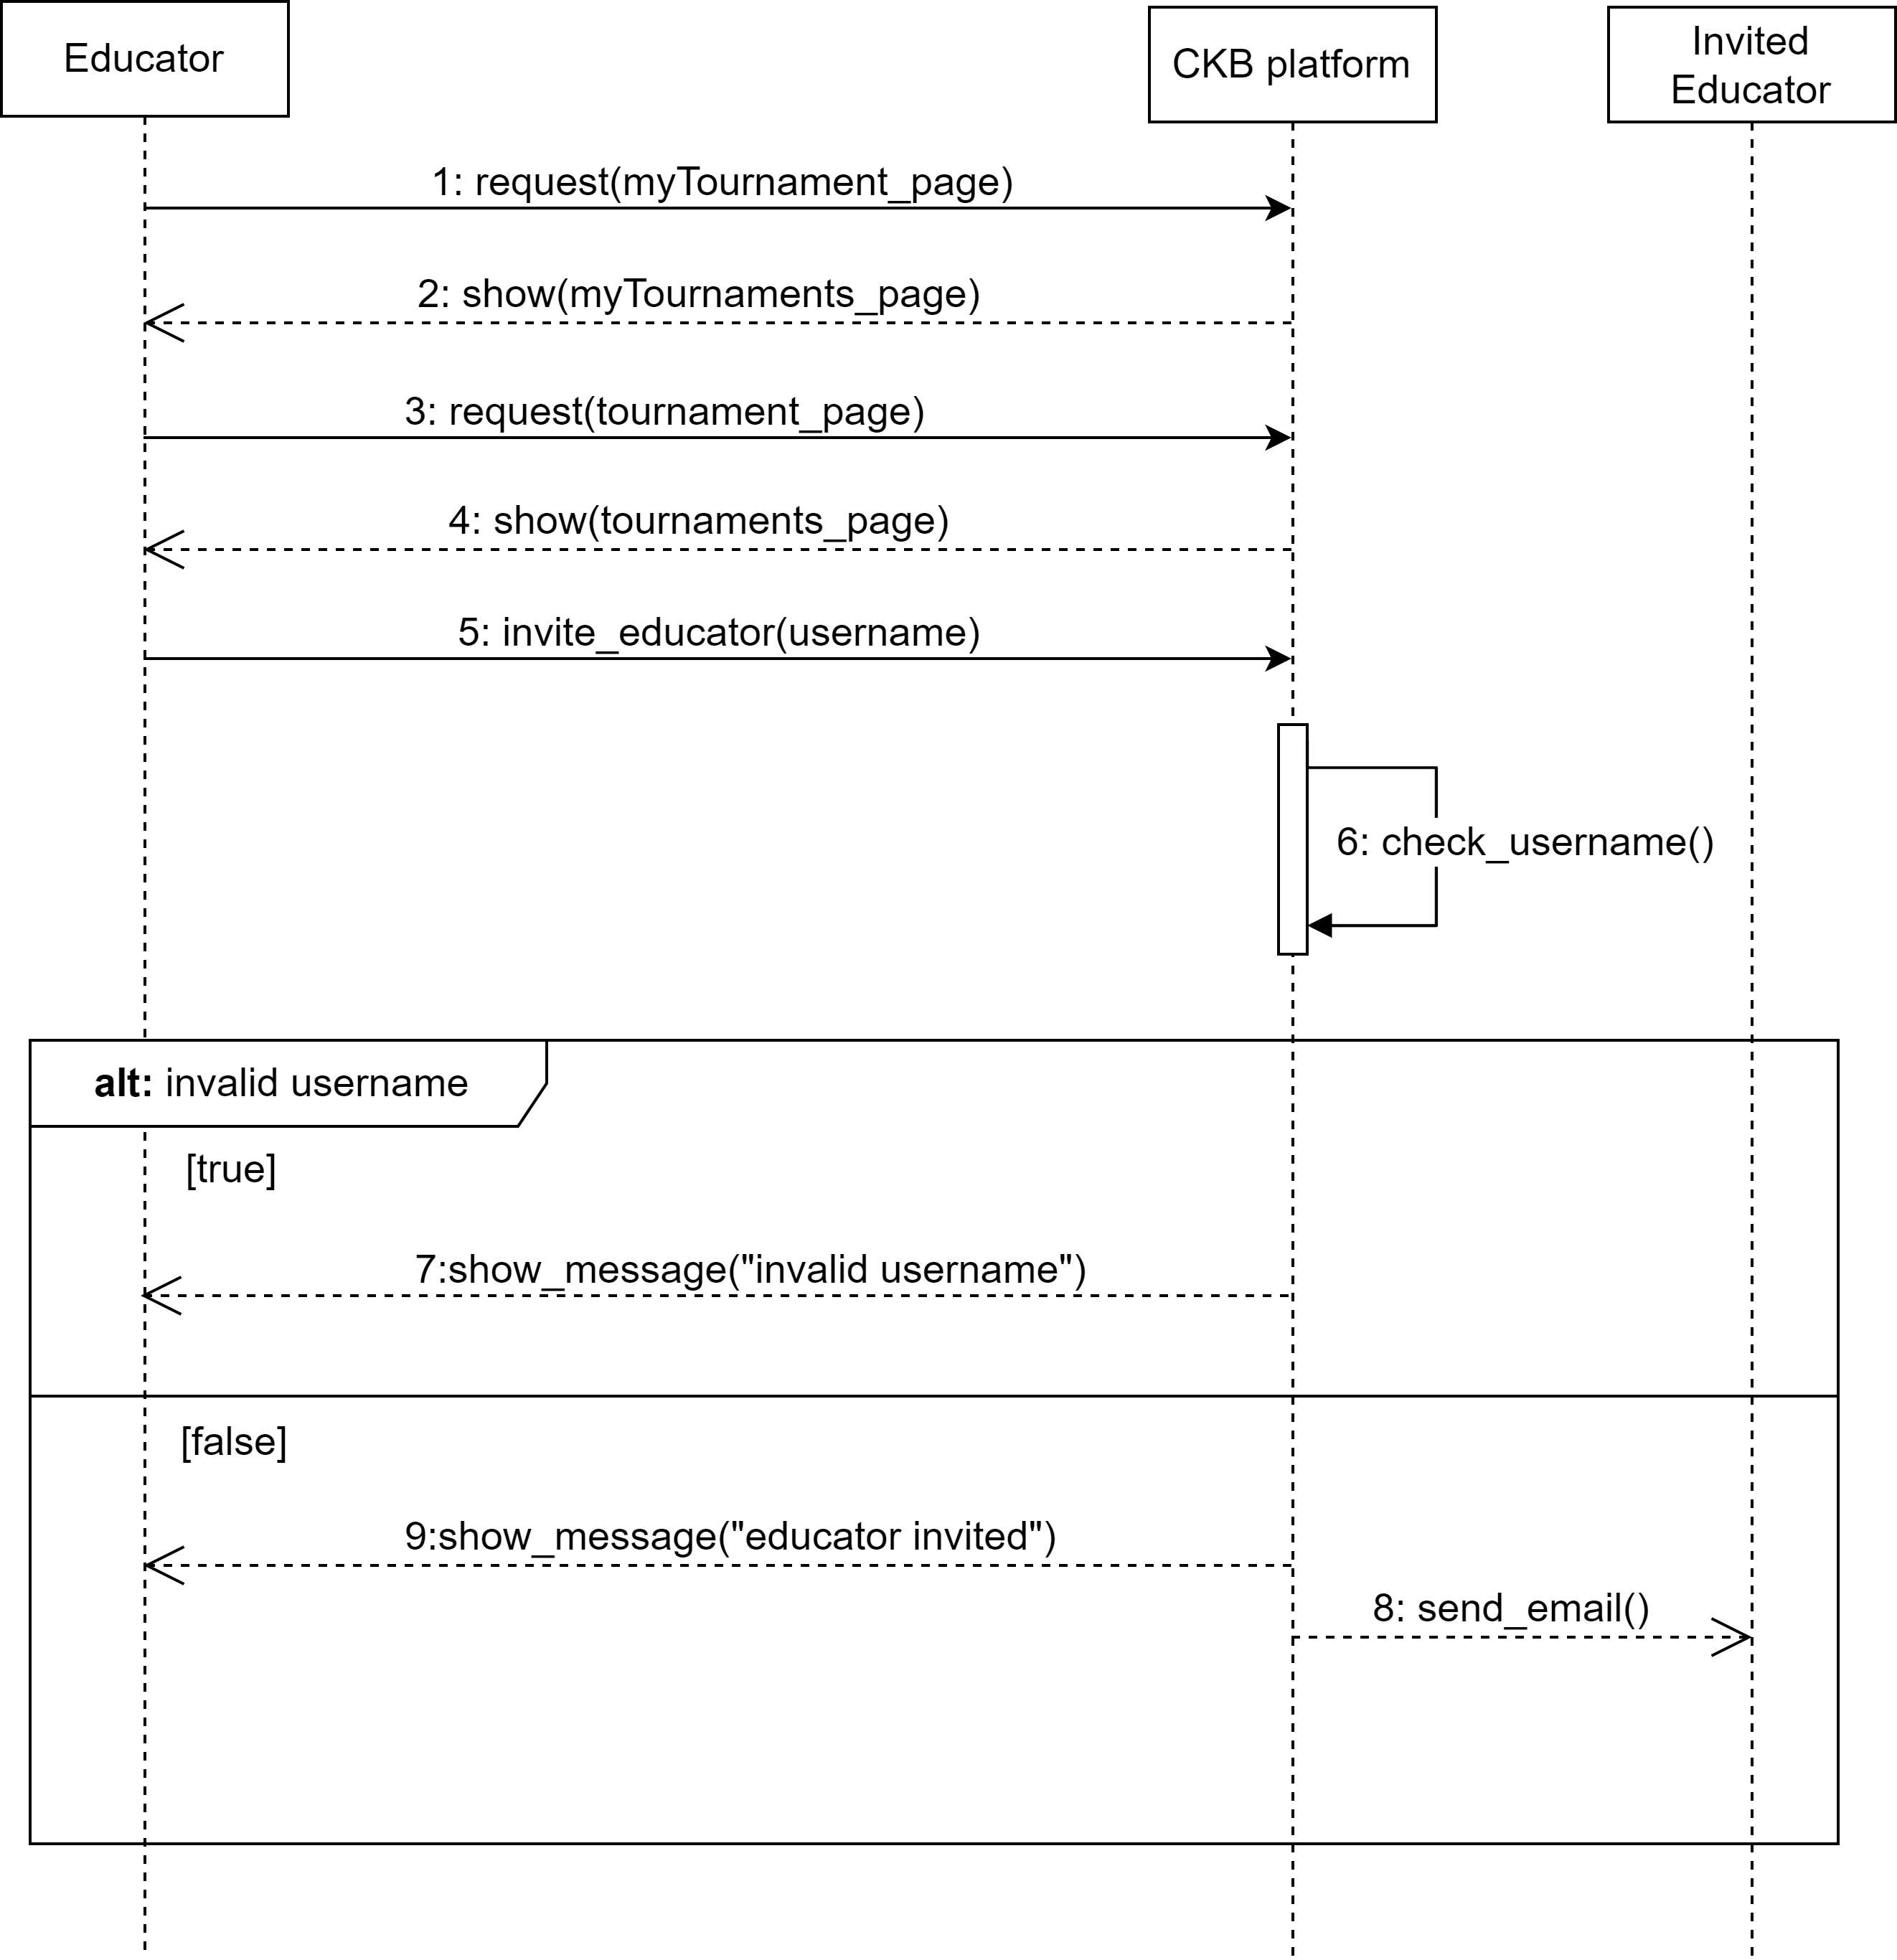 Educator
CKB platform
Invited
Educator
1: request(myTournament_page)
2: show(myTournaments_page)
3: request(tournament_page)
4: show(tournaments_page)
5: invite_educator(username)
6: check_username()
alt: invalid username
[true]
7:show_message("invalid username")
[false]
9:show_message("educator invited")
8: send_email()